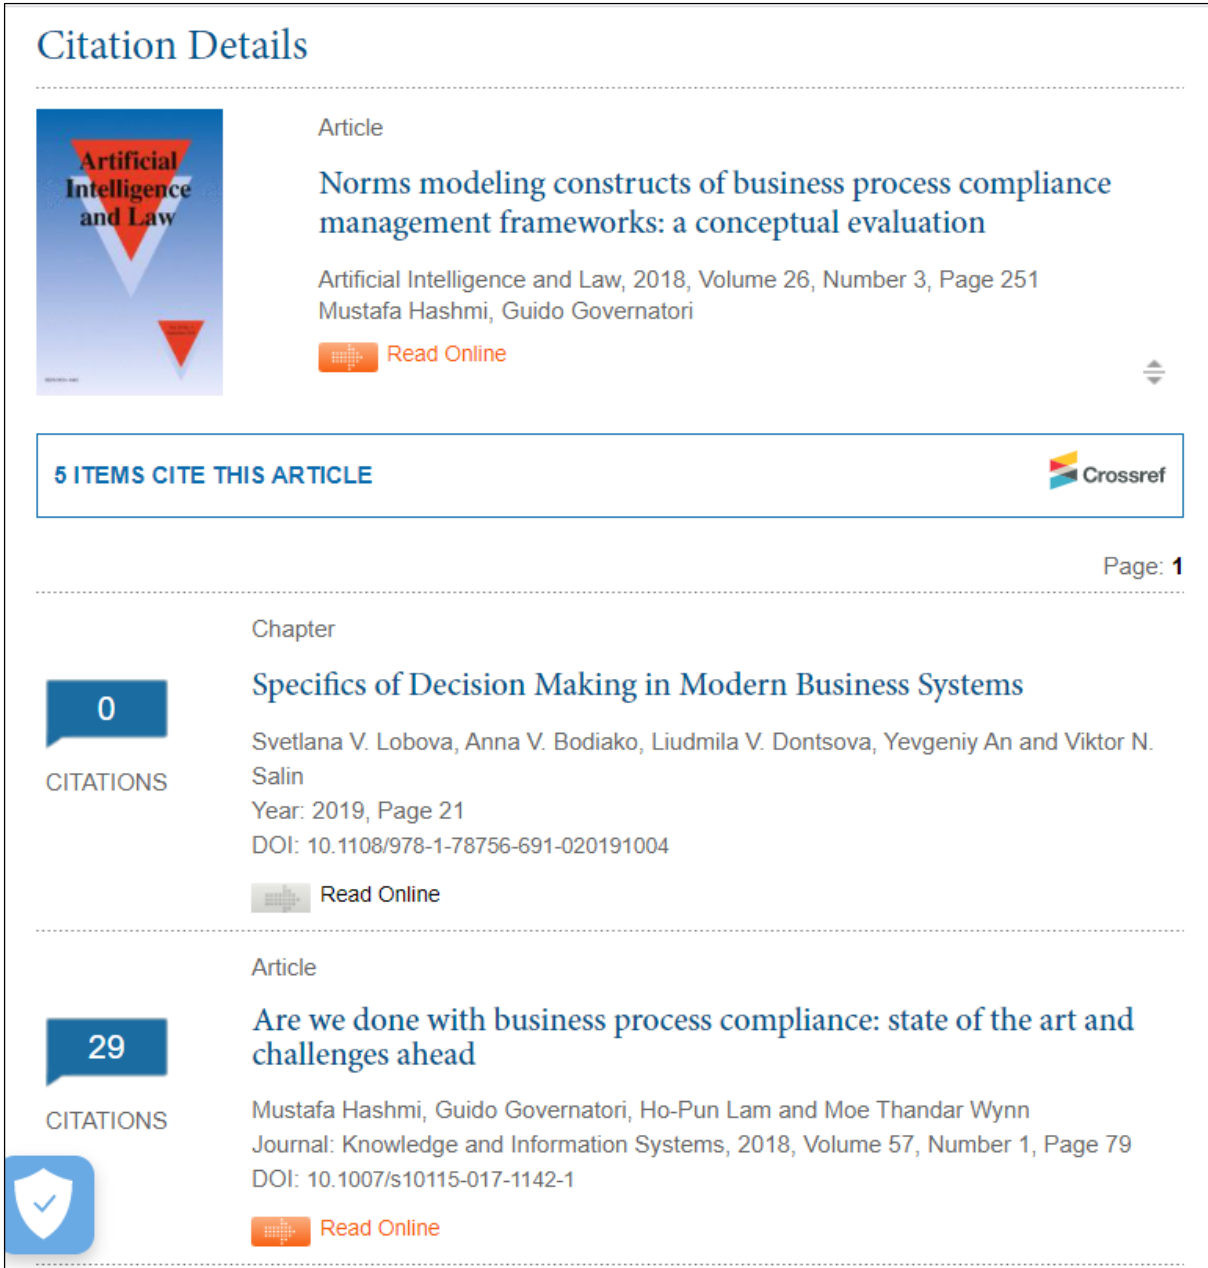 Citation Details
Article
Artificial
Intelligence
and Law
Norms modeling constructs of business process compliance
management frameworks: a conceptual evaluation
Artificial Intelligence and Law, 2018, Volume 26, Number 3, Page 251
Mustafa Hashmi, Guido Governatori
Read Online
5 ITEMS CITE THIS ARTICLE
Crossref
Page: 1
Chapter
0
CITATIONS
Specifics of Decision Making in Modern Business Systems
Svetlana V. Lobova, Anna V. Bodiako, Liudmila V. Dontsova, Yevgeniy An and Viktor N.
Salin
Year: 2019, Page 21
DOI: 10.1108/978-1-78756-691-020191004
Read Online
Article
29
CITATIONS
Are we done with business process compliance: state of the art and
challenges ahead
Mustafa Hashmi, Guido Governatori, Ho-Pun Lam and Moe Thandar Wynn
Journal: Knowledge and Information Systems, 2018, Volume 57, Number 1, Page 79
DOI: 10.1007/s10115-017-1142-1
Read Online